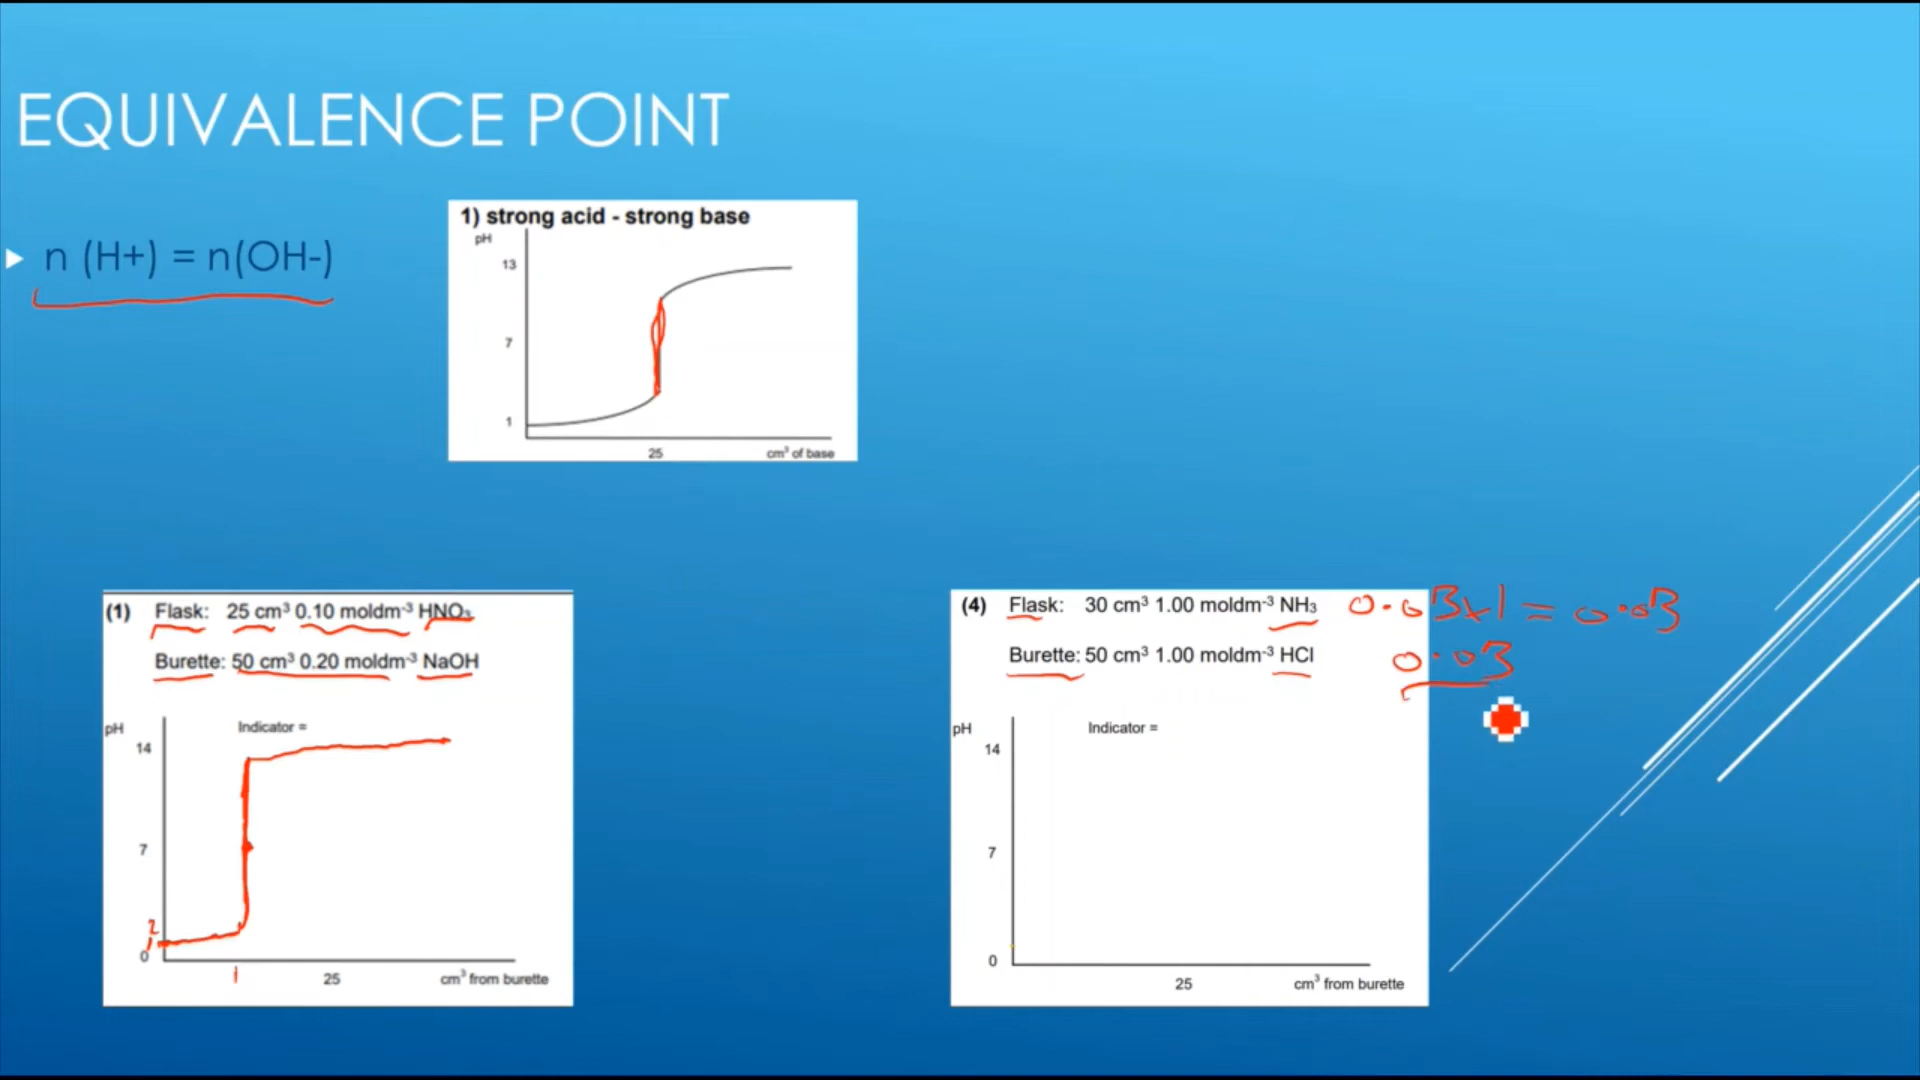 EQUIVALENCE POINT
n (H+) = n(OH-)
1) strong acid - strong base
pH
13
7
1
25
cm³ of base
(1) Flask: 25 cm³ 0.10 moldm⁻³ HNO₃
Burette: 50 cm³ 0.20 moldm⁻³ NaOH
pH
Indicator =
14
7
2
1
0
25
cm³ from burette
(4) Flask: 30 cm³ 1.00 moldm⁻³ NH₃ 0.03x1 = 0.03
Burette: 50 cm³ 1.00 moldm⁻³ HCl 0.03
pH
Indicator =
14
7
0
25
cm³ from burette